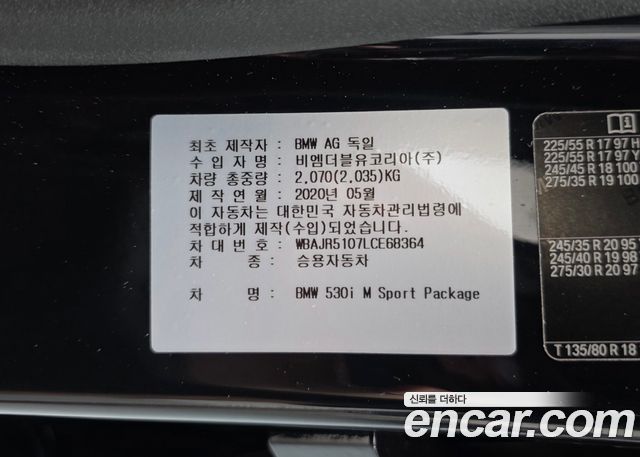 최초 제작자 : BMW AG 독일
수 입 자 명 : 비엠더블유코리아(주)
차량 총중량 : 2,070(2,035)KG
제 작 연 월 : 2020년 05월
이 자동차는 대한민국 자동차관리법령에
적합하게 제작(수입)되었습니다.
차 대 번 호 : WBAJR5107LCE68364
차 종 : 승용자동차
차 명 : BMW 530i M Sport Package
225/55 R 17 97 H
225/55 R 17 97 Y
245/45 R 18 100
275/35 R 19 100
245/35 R 20 95
245/40 R 19 98
275/30 R 20 97
T 135/80 R 18
신뢰를 더하다
encar.com